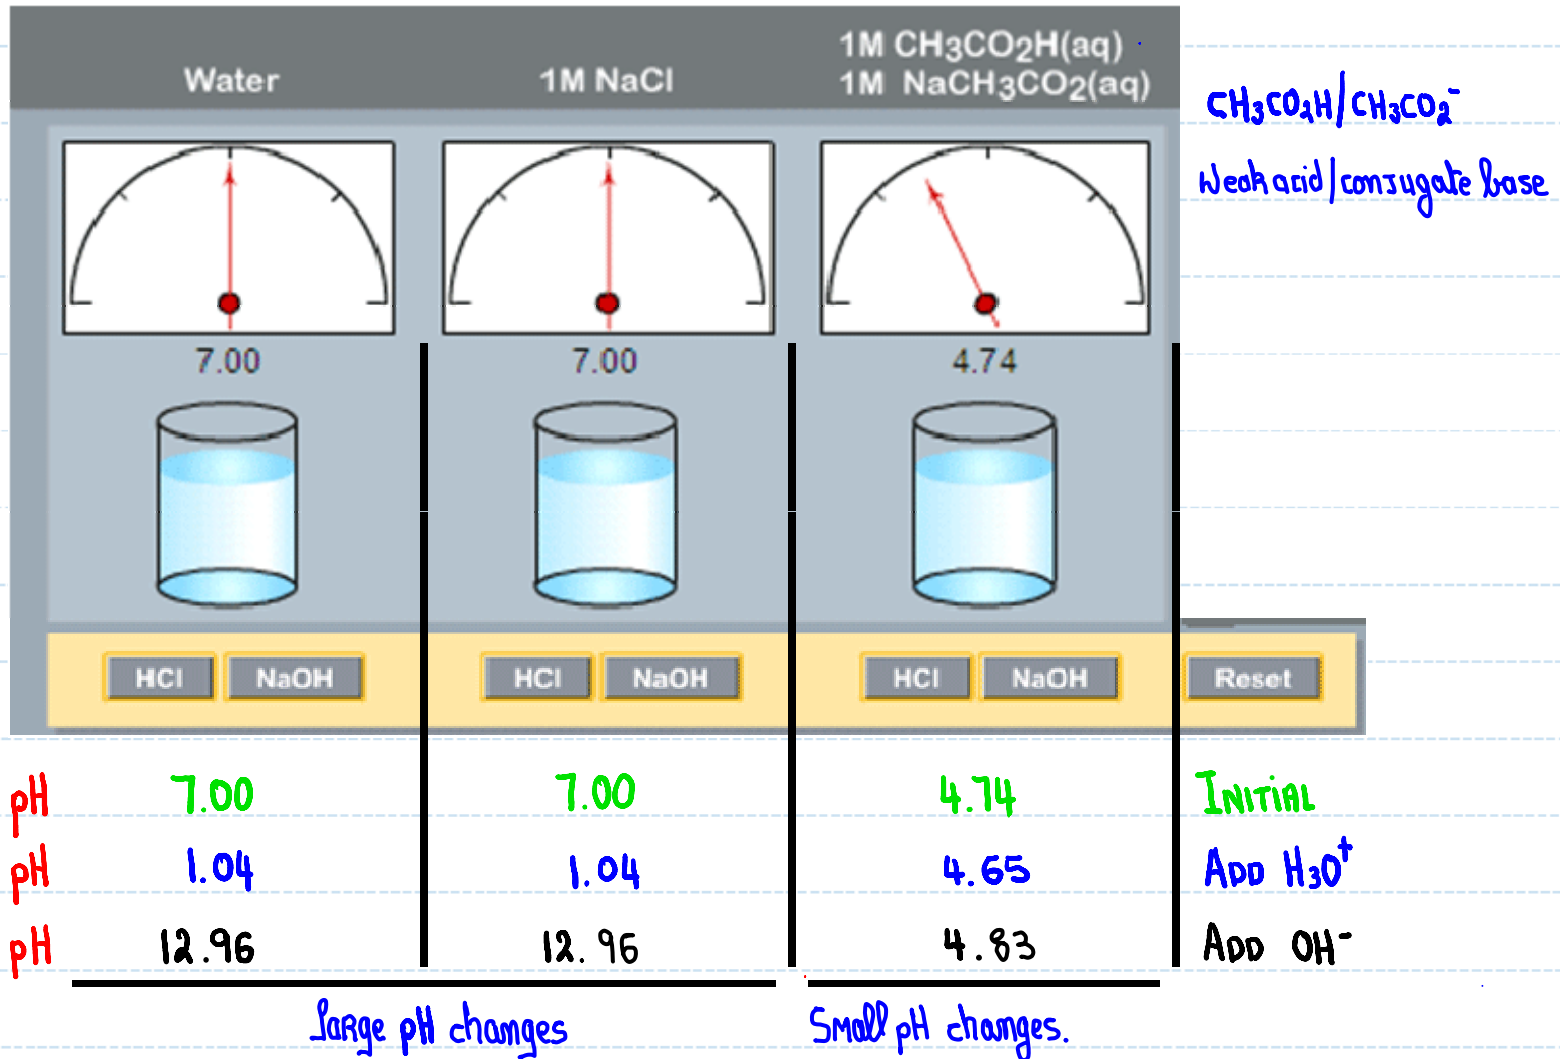 Water
1M NaCl
1M CH3CO2H(aq)
1M NaCH3CO2(aq)
CH₃CO₂H/CH₃CO₂⁻
Weak acid/conjugate base
7.00
7.00
4.74
HCl
NaOH
HCl
NaOH
HCl
NaOH
Reset
pH 7.00 7.00 4.74 INITIAL
pH 1.04 1.04 4.65 ADD H₃O⁺
pH 12.96 12.96 4.83 ADD OH⁻
Large pH changes
Small pH changes.